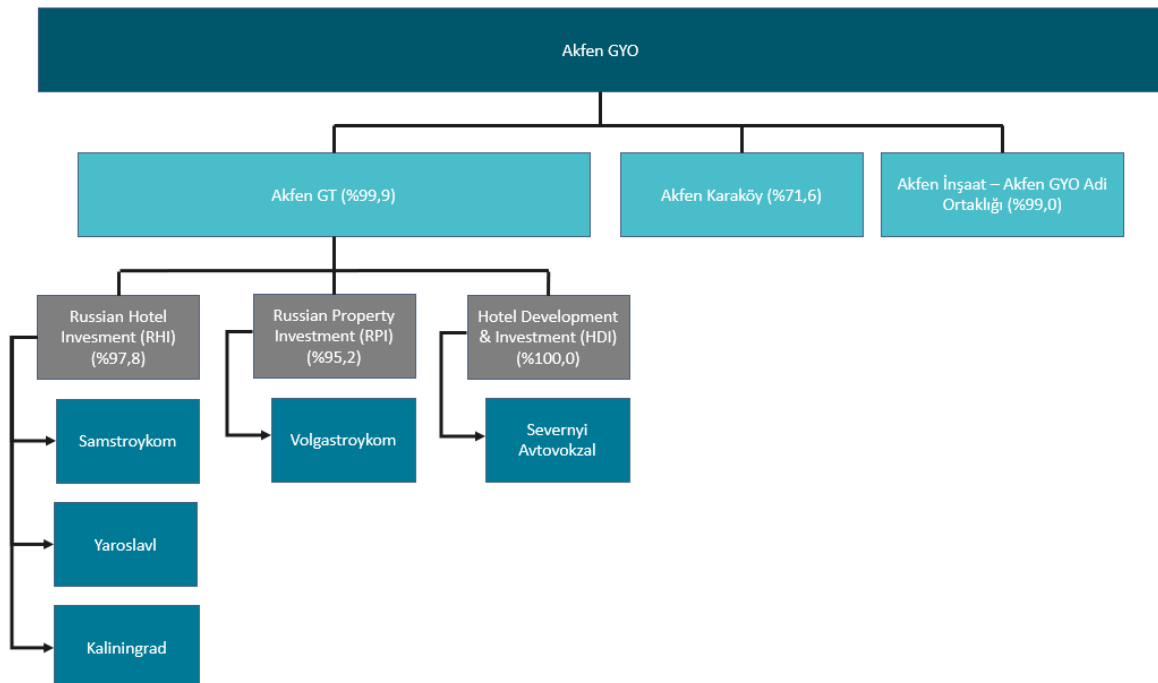 Akfen GYO
Akfen GT (%99,9)
Akfen Karaköy (%71,6)
Akfen İnşaat – Akfen GYO Adi
Ortaklığı (%99,0)
Russian Hotel
Invesment (RHI)
(%97,8)
Russian Property
Investment (RPI)
(%95,2)
Hotel Development
& Investment (HDI)
(%100,0)
Samstroykom
Volgastroykom
Severnyi
Avtovokzal
Yaroslavl
Kaliningrad